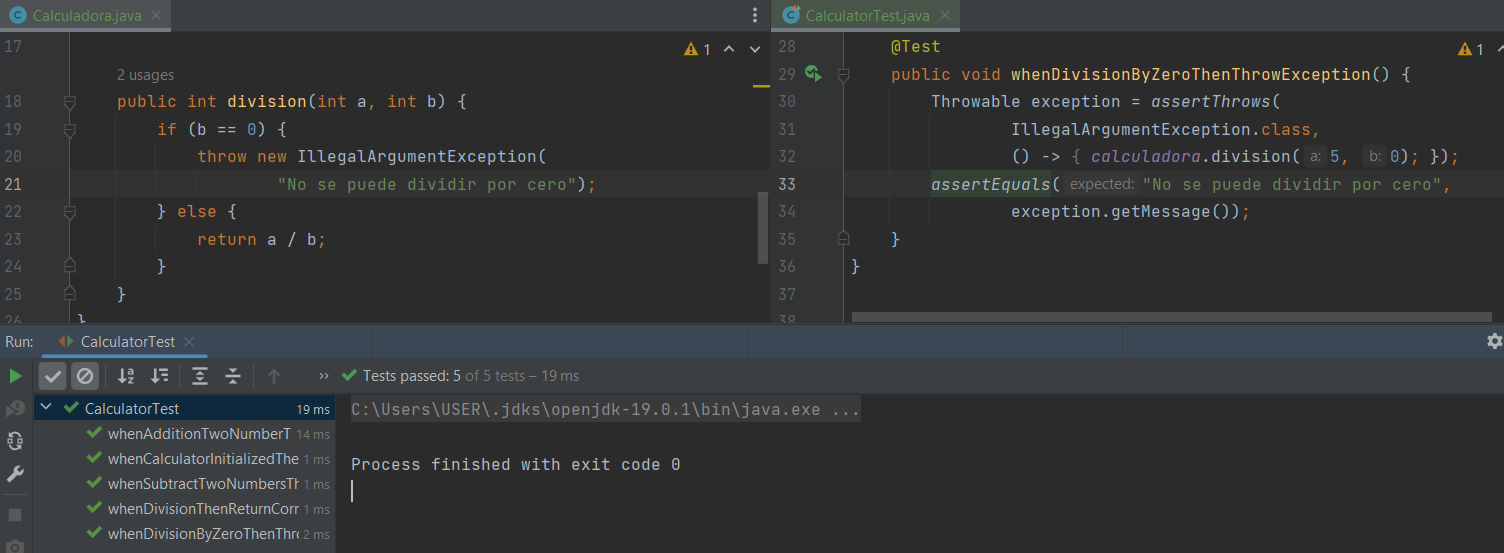 Calculadora.java
17
1
2 usages
18 public int division(int a, int b) {
19 if (b == 0) {
20 throw new IllegalArgumentException(
21 "No se puede dividir por cero");
22 } else {
23 return a / b;
24 }
25 }
26 }
CalculatorTest.java
28 @Test
1
29 public void whenDivisionByZeroThenThrowException() {
30 Throwable exception = assertThrows(
31 IllegalArgumentException.class,
32 () -> { calculadora.division( a: 5, b: 0); });
33 assertEquals( expected: "No se puede dividir por cero",
34 exception.getMessage());
35 }
36 }
37
38
Run: CalculatorTest
Tests passed: 5 of 5 tests – 19 ms
CalculatorTest 19 ms
whenAdditionTwoNumberT 14 ms
whenCalculatorInitializedThe 1 ms
whenSubtractTwoNumbersTh 1 ms
whenDivisionThenReturnCorr 1 ms
whenDivisionByZeroThenThro 2 ms
C:\Users\USER\.jdks\openjdk-19.0.1\bin\java.exe ...
Process finished with exit code 0